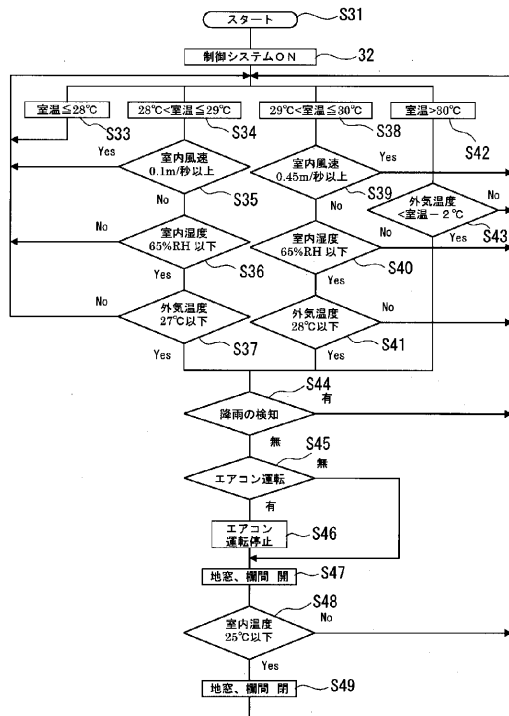 スタート
S31
制御システムON
32
室温≦28℃
S33
28℃<室温≦29℃
S34
29℃<室温≦30℃
S38
室温>30℃
S42
Yes
室内風速
0.1m/秒以上
S35
No
室内風速
0.45m/秒以上
Yes
S39
No
外気温度
<室温－2℃
No
S43
Yes
No
室内湿度
65%RH 以下
S36
Yes
室内湿度
65%RH 以下
No
S40
Yes
No
外気温度
27℃以下
S37
Yes
外気温度
28℃以下
No
S41
Yes
S44
降雨の検知
有
無
S45
エアコン運転
無
有
エアコン
運転停止
S46
地窓、欄間 開
S47
S48
室内温度
25℃以下
No
Yes
地窓、欄間 閉
S49